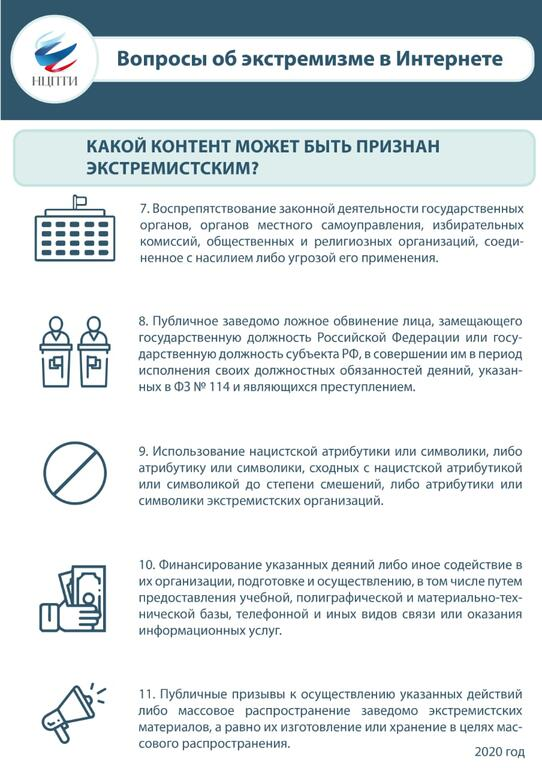 НЦПТИ
Вопросы об экстремизме в Интернете
КАКОЙ КОНТЕНТ МОЖЕТ БЫТЬ ПРИЗНАН
ЭКСТРЕМИСТСКИМ?
7. Воспрепятствование законной деятельности государственных
органов, органов местного самоуправления, избирательных
комиссий, общественных и религиозных организаций, соеди-
ненное с насилием либо угрозой его применения.
8. Публичное заведомо ложное обвинение лица, замещающего
государственную должность Российской Федерации или госу-
дарственную должность субъекта РФ, в совершении им в период
исполнения своих должностных обязанностей деяний, указан-
ных в ФЗ № 114 и являющихся преступлением.
9. Использование нацистской атрибутики или символики, либо
атрибутику или символики, сходных с нацистской атрибутикой
или символикой до степени смешений, либо атрибутики или
символики экстремистских организаций.
10. Финансирование указанных деяний либо иное содействие в
их организации, подготовке и осуществлению, в том числе путем
предоставления учебной, полиграфической и материально-тех-
нической базы, телефонной и иных видов связи или оказания
информационных услуг.
11. Публичные призывы к осуществлению указанных действий
либо массовое распространение заведомо экстремистских
материалов, а равно их изготовление или хранение в целях мас-
сового распространения.
2020 год